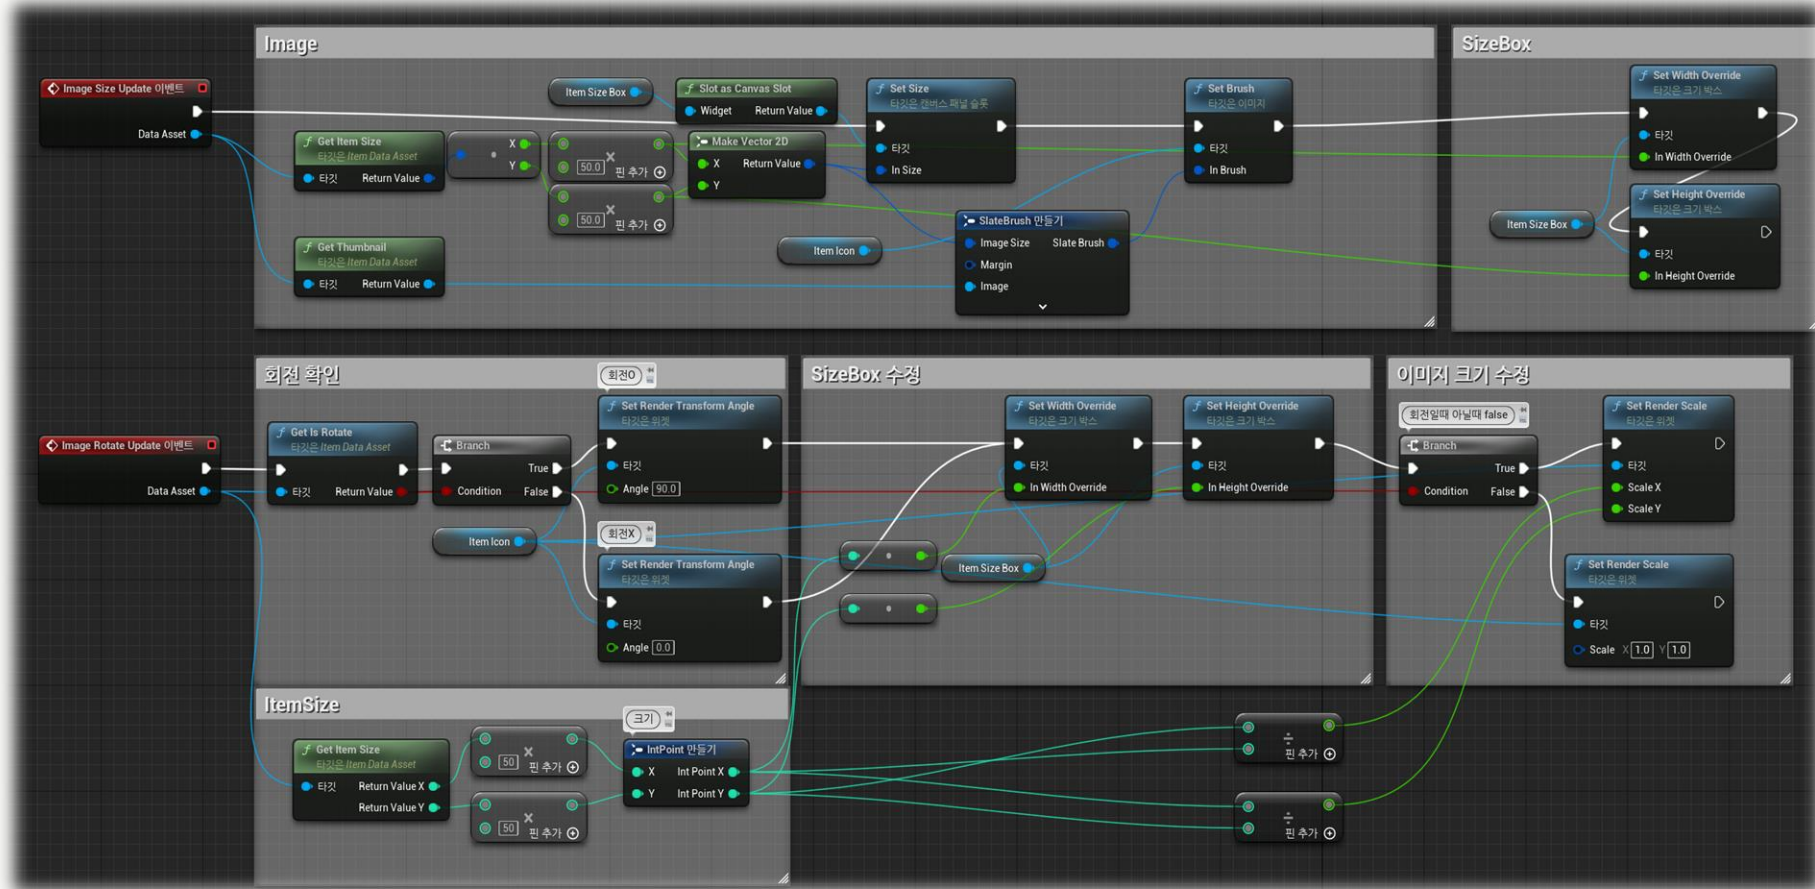 Image
SizeBox
Image Size Update 이벤트
Data Asset
Get Item Size
타깃은 Item Data Asset
타깃
Return Value
X
Y
50.0
핀 추가
50.0
핀 추가
Item Size Box
Slot as Canvas Slot
Widget
Return Value
Make Vector 2D
X
Return Value
Y
Set Size
타깃은 캔버스 패널 슬롯
타깃
In Size
Set Brush
타깃은 이미지
타깃
In Brush
Get Thumbnail
타깃은 Item Data Asset
타깃
Return Value
Item Icon
SlateBrush 만들기
Image Size
Slate Brush
Margin
Image
Set Width Override
타깃은 크기 박스
타깃
In Width Override
Set Height Override
타깃은 크기 박스
타깃
In Height Override
Item Size Box
회전 확인
SizeBox 수정
이미지 크기 수정
Image Rotate Update 이벤트
Data Asset
Get Is Rotate
타깃은 Item Data Asset
타깃
Return Value
Branch
True
Condition
False
Item Icon
회전O
Set Render Transform Angle
타깃은 위젯
타깃
Angle 90.0
회전X
Set Render Transform Angle
타깃은 위젯
타깃
Angle 0.0
Set Width Override
타깃은 크기 박스
타깃
In Width Override
Set Height Override
타깃은 크기 박스
타깃
In Height Override
Item Size Box
회전일때 아닐때 false
Branch
True
Condition
False
Set Render Scale
타깃은 위젯
타깃
Scale X
Scale Y
Set Render Scale
타깃은 위젯
타깃
Scale X 1.0 Y 1.0
ItemSize
Get Item Size
타깃은 Item Data Asset
타깃
Return Value X
Return Value Y
50
핀 추가
50
핀 추가
크기
IntPoint 만들기
X
Int Point X
Y
Int Point Y
핀 추가
핀 추가